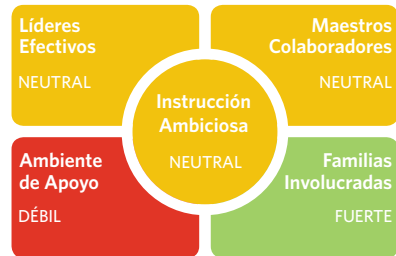 Líderes
Efectivos
NEUTRAL
Maestros
Colaboradores
NEUTRAL
Instrucción
Ambiciosa
NEUTRAL
Ambiente
de Apoyo
DÉBIL
Familias
Involucradas
FUERTE